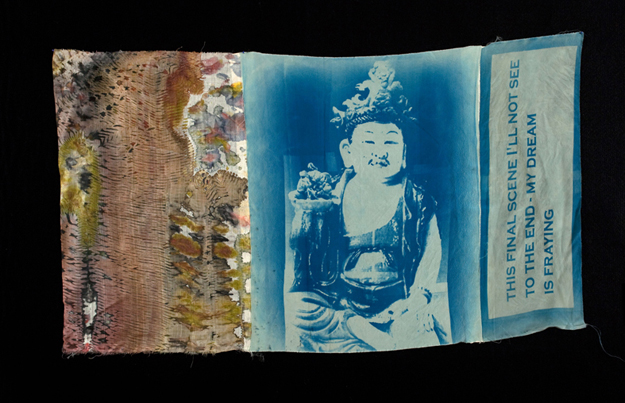 THIS FINAL SCENE I'LL NOT SEE
TO THE END - MY DREAM
IS FRAYING